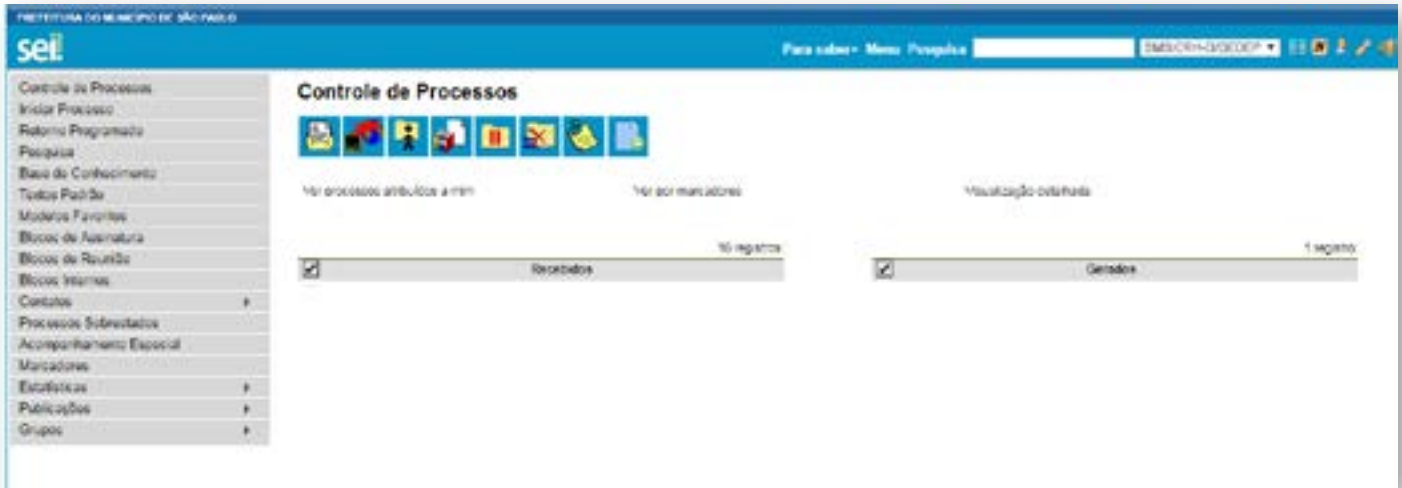 PREFEITURA DO MUNICÍPIO DE SÃO PAULO
sei!
Para saber+ Menu Pesquisa
Controle de Processos
Iniciar Processo
Retorno Programado
Pesquisa
Base de Conhecimento
Textos Padrão
Modelos Favoritos
Blocos de Assinatura
Blocos de Reunião
Blocos Internos
Contatos
Processos Sobrestados
Acompanhamento Especial
Marcadores
Estatísticas
Publicações
Grupos
Controle de Processos
Ver processos atribuídos a mim
Ver por marcadores
Visualização detalhada
16 registros
Recebidos
1 registro
Gerados